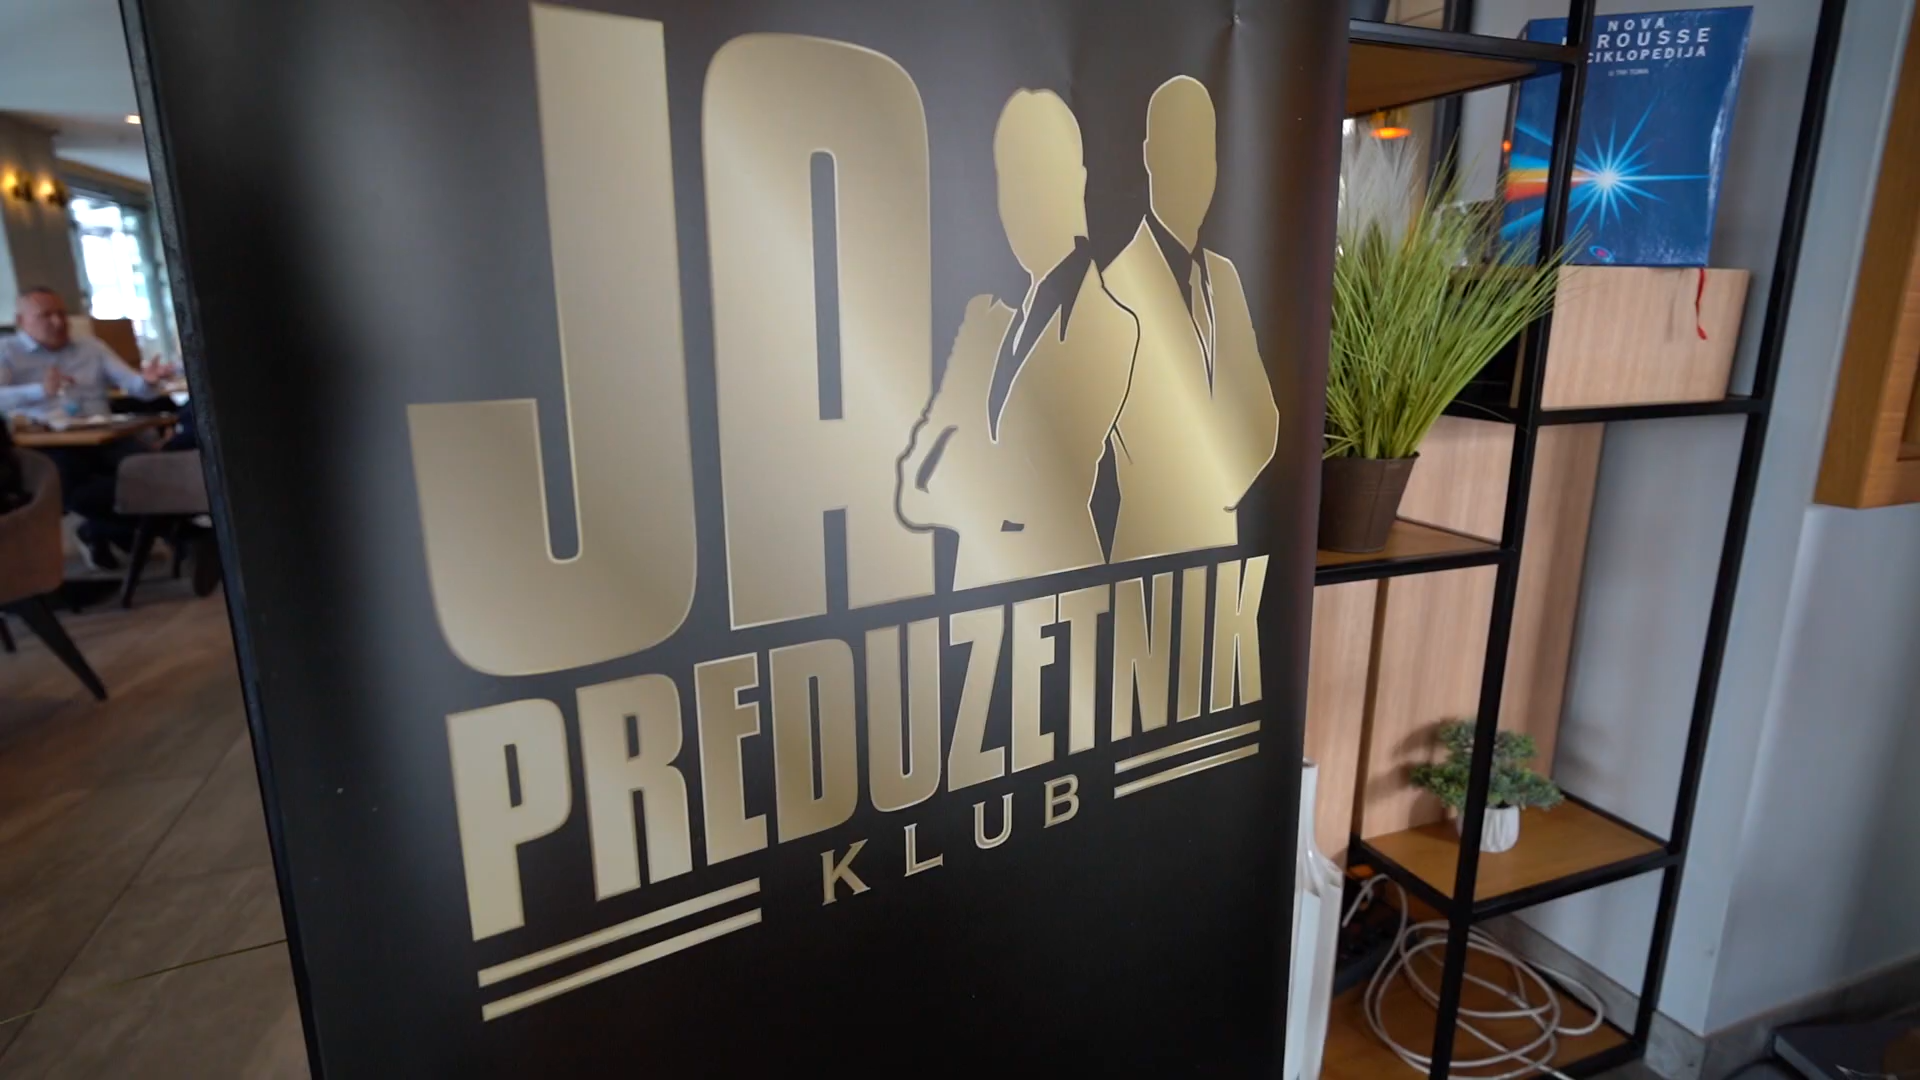 JA
PREDUZETNIK
KLUB
NOVA
ROUSSE
CIKLOPEDIJA